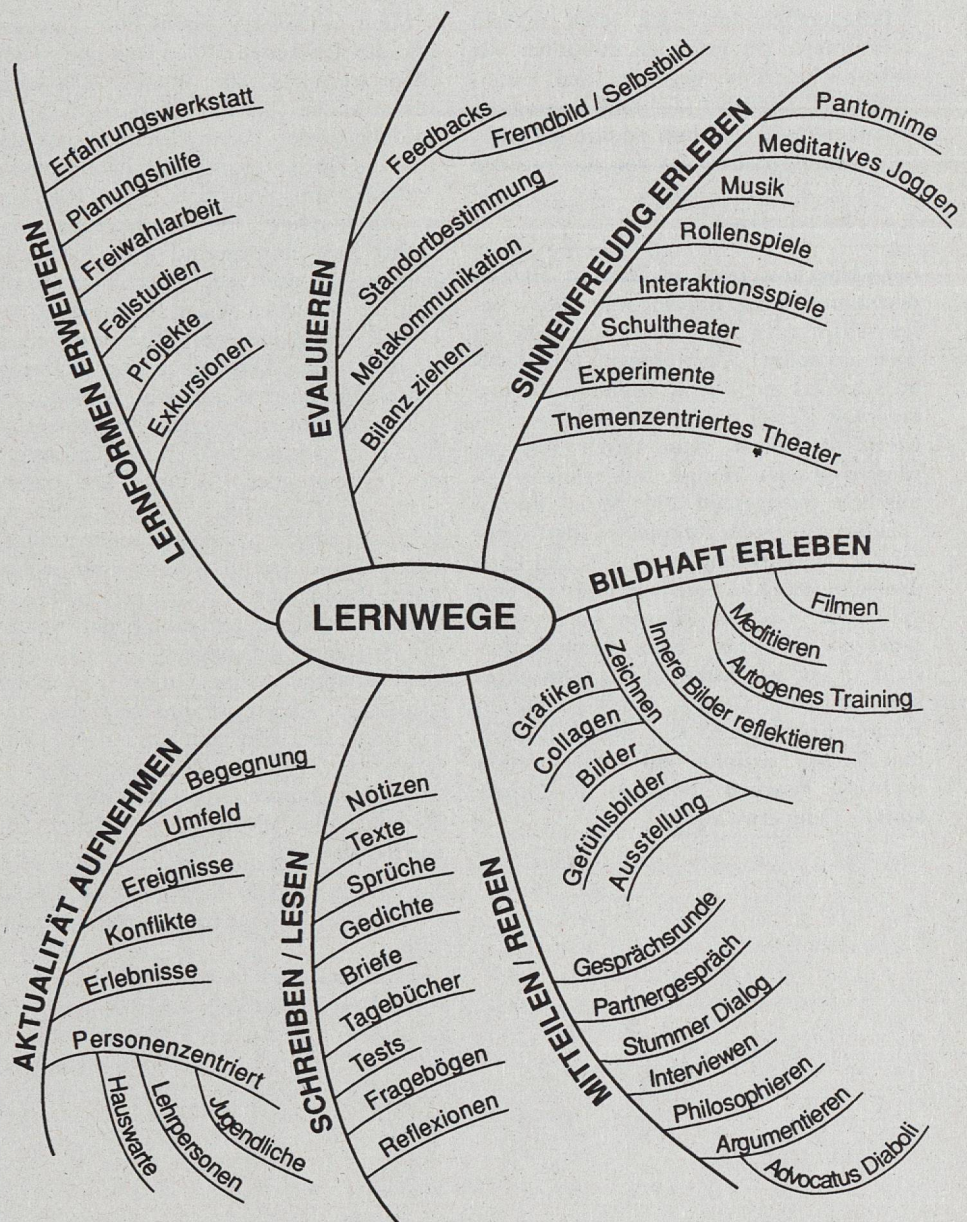 LERNWEGE
LERNFORMEN ERWEITERN
Erfahrungswerkstatt
Planungshilfe
Freiwahlarbeit
Fallstudien
Projekte
Exkursionen
EVALUIEREN
Feedbacks
Fremdbild / Selbstbild
Standortbestimmung
Metakommunikation
Bilanz ziehen
SINNENFREUDIG ERLEBEN
Pantomime
Meditatives Joggen
Musik
Rollenspiele
Interaktionsspiele
Schultheater
Experimente
Themenzentriertes Theater
BILDHAFT ERLEBEN
Filmen
Meditieren
Autogenes Training
Innere Bilder reflektieren
Zeichnen
Grafiken
Collagen
Bilder
Gefühlsbilder
Ausstellung
MITTEILEN / REDEN
Gesprächsrunde
Partnergespräch
Stummer Dialog
Interviewen
Philosophieren
Argumentieren
Advocatus Diaboli
SCHREIBEN / LESEN
Notizen
Texte
Sprüche
Gedichte
Briefe
Tagebücher
Tests
Fragebögen
Reflexionen
AKTUALITÄT AUFNEHMEN
Begegnung
Umfeld
Ereignisse
Konflikte
Erlebnisse
Personenzentriert
Hauswarte
Lehrpersonen
Jugendliche